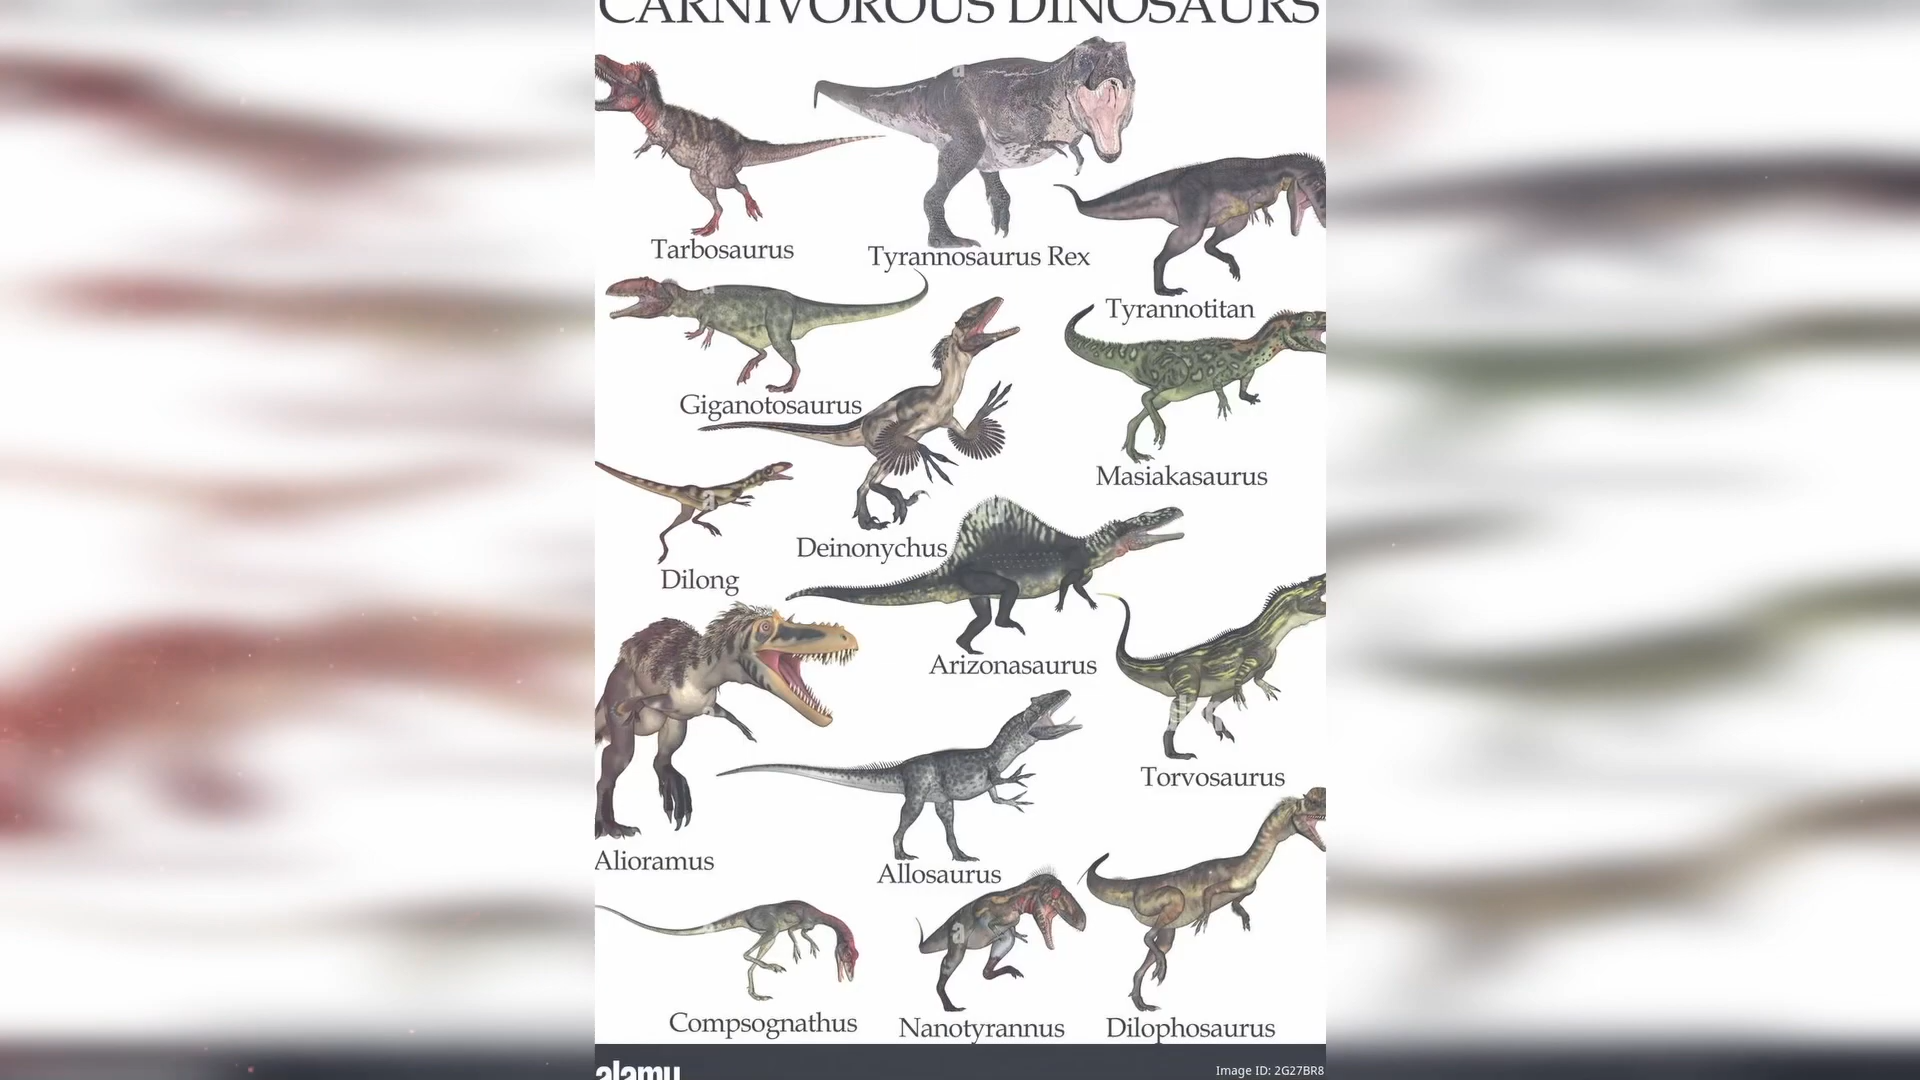 CARNIVOROUS DINOSAURS
Tarbosaurus
Tyrannosaurus Rex
Tyrannotitan
Giganotosaurus
Masiakasaurus
Deinonychus
Dilong
Arizonasaurus
Torvosaurus
Alioramus
Allosaurus
Compsognathus
Nanotyrannus
Dilophosaurus
alamy
Image ID: 2G27BR8
a
a
a
a
a